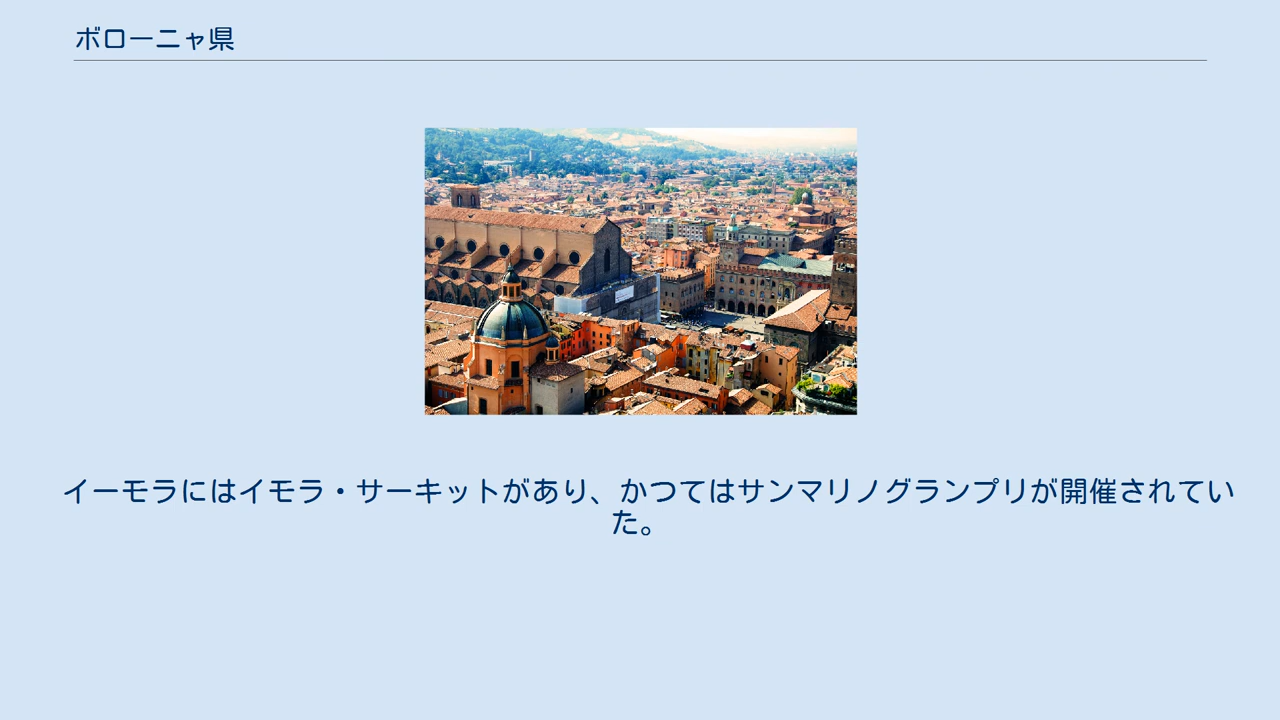 ボローニャ県
イーモラにはイモラ・サーキットがあり、かつてはサンマリノグランプリが開催されてい
た。